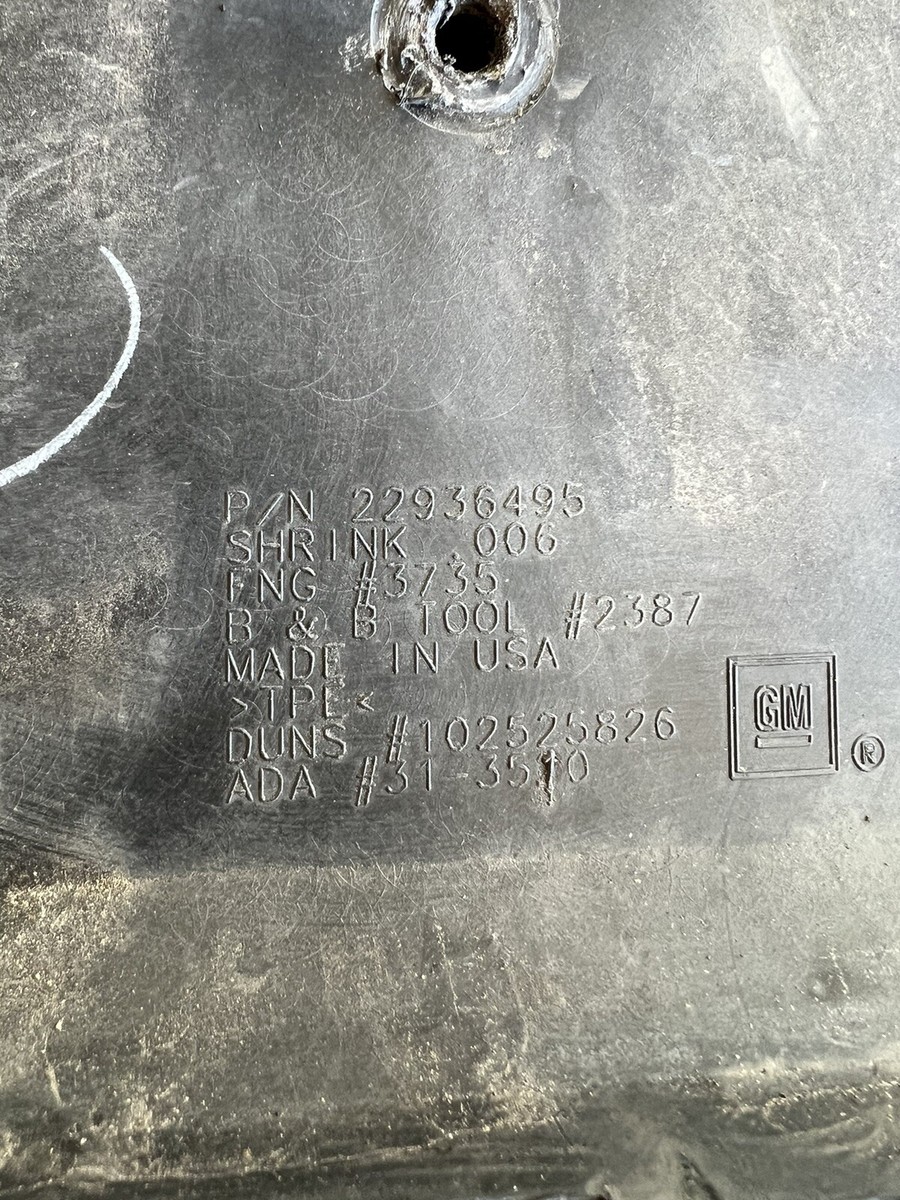 P/N 22936495
SHRINK .006
ENG #3735
B & B TOOL #2387
MADE IN USA
>TPE<
DUNS #102525826
ADA #31-3510
GM
®